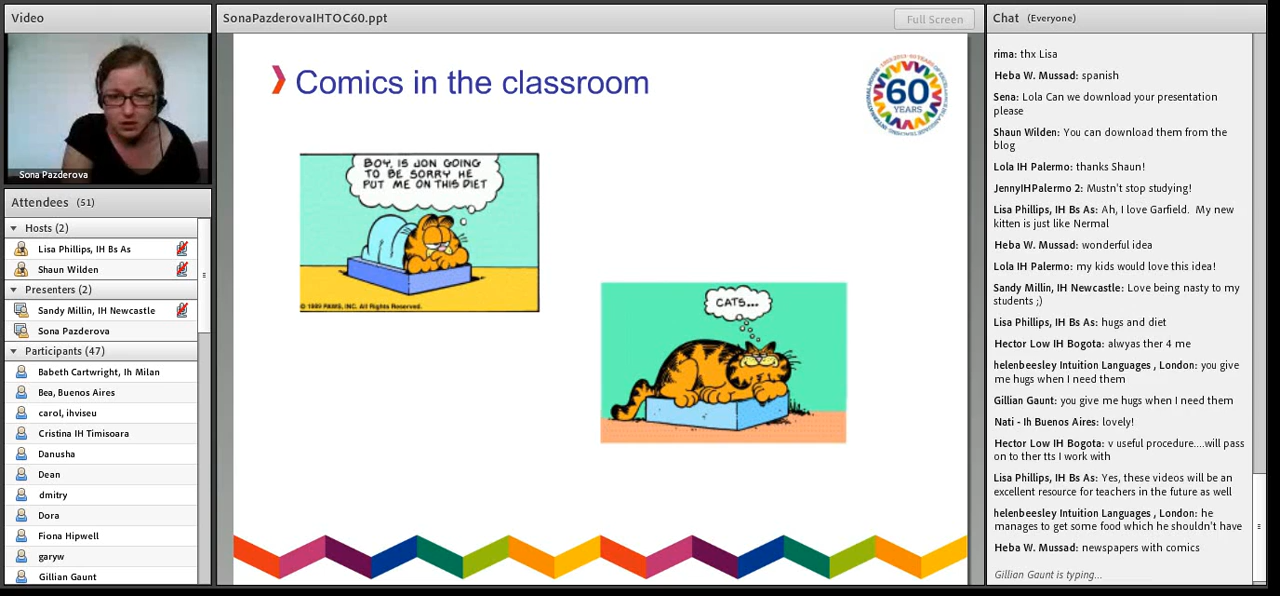 Video
SonaPazderovaIHTOC60.ppt
Full Screen
Chat (Everyone)
Sona Pazderova
Attendees (51)
Hosts (2)
Lisa Phillips, IH Bs As
Shaun Wilden
Presenters (2)
Sandy Millin, IH Newcastle
Sona Pazderova
Participants (47)
Babeth Cartwright, Ih Milan
Bea, Buenos Aires
carol, ihviseu
Cristina IH Timisoara
Danusha
Dean
dmitry
Dora
Fiona Hipwell
garyw
Gillian Gaunt
Comics in the classroom
60
YEARS
BOY, IS JON GOING
TO BE SORRY HE
PUT ME ON THIS DIET
© 1989 PAWS, INC. All Rights Reserved.
CATS...
rima: thx Lisa
Heba W. Mussad: spanish
Sena: Lola Can we download your presentation
please
Shaun Wilden: You can download them from the
blog
Lola IH Palermo: thanks Shaun!
JennyIHPalermo 2: Mustn't stop studying!
Lisa Phillips, IH Bs As: Ah, I love Garfield. My new
kitten is just like Nermal
Heba W. Mussad: wonderful idea
Lola IH Palermo: my kids would love this idea!
Sandy Millin, IH Newcastle: Love being nasty to my
students ;)
Lisa Phillips, IH Bs As: hugs and diet
Hector Low IH Bogota: alwyas ther 4 me
helenbeesley Intuition Languages , London: you give
me hugs when I need them
Gillian Gaunt: you give me hugs when I need them
Nati - Ih Buenos Aires: lovely!
Hector Low IH Bogota: v useful procedure....will pass
on to ther tts I work with
Lisa Phillips, IH Bs As: Yes, these videos will be an
excellent resource for teachers in the future as well
helenbeesley Intuition Languages , London: he
manages to get some food which he shouldn't have
Heba W. Mussad: newspapers with comics
Gillian Gaunt is typing...